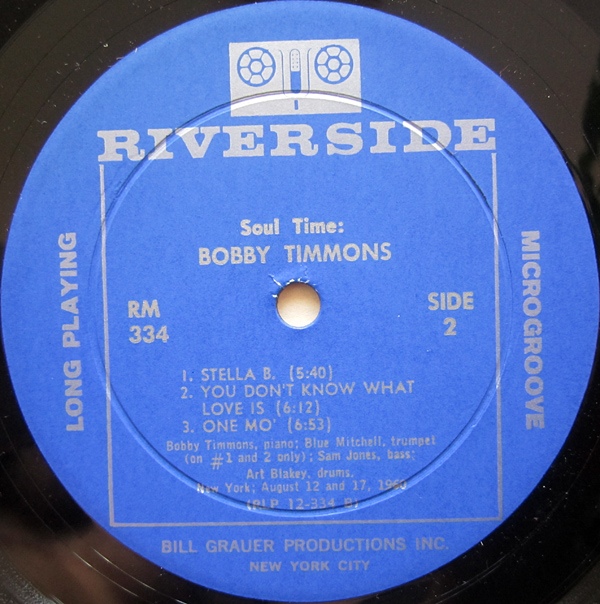 RIVERSIDE
Soul Time:
BOBBY TIMMONS
RM
334
SIDE
2
LONG PLAYING
MICROGROOVE
1. STELLA B. (5:40)
2. YOU DON'T KNOW WHAT
LOVE IS (6:12)
3. ONE MO' (6:53)
Bobby Timmons, piano; Blue Mitchell, trumpet
(on #1 and 2 only); Sam Jones, bass;
Art Blakey, drums.
New York; August 12 and 17, 1960
(RLP 12-334 B)
BILL GRAUER PRODUCTIONS INC.
NEW YORK CITY